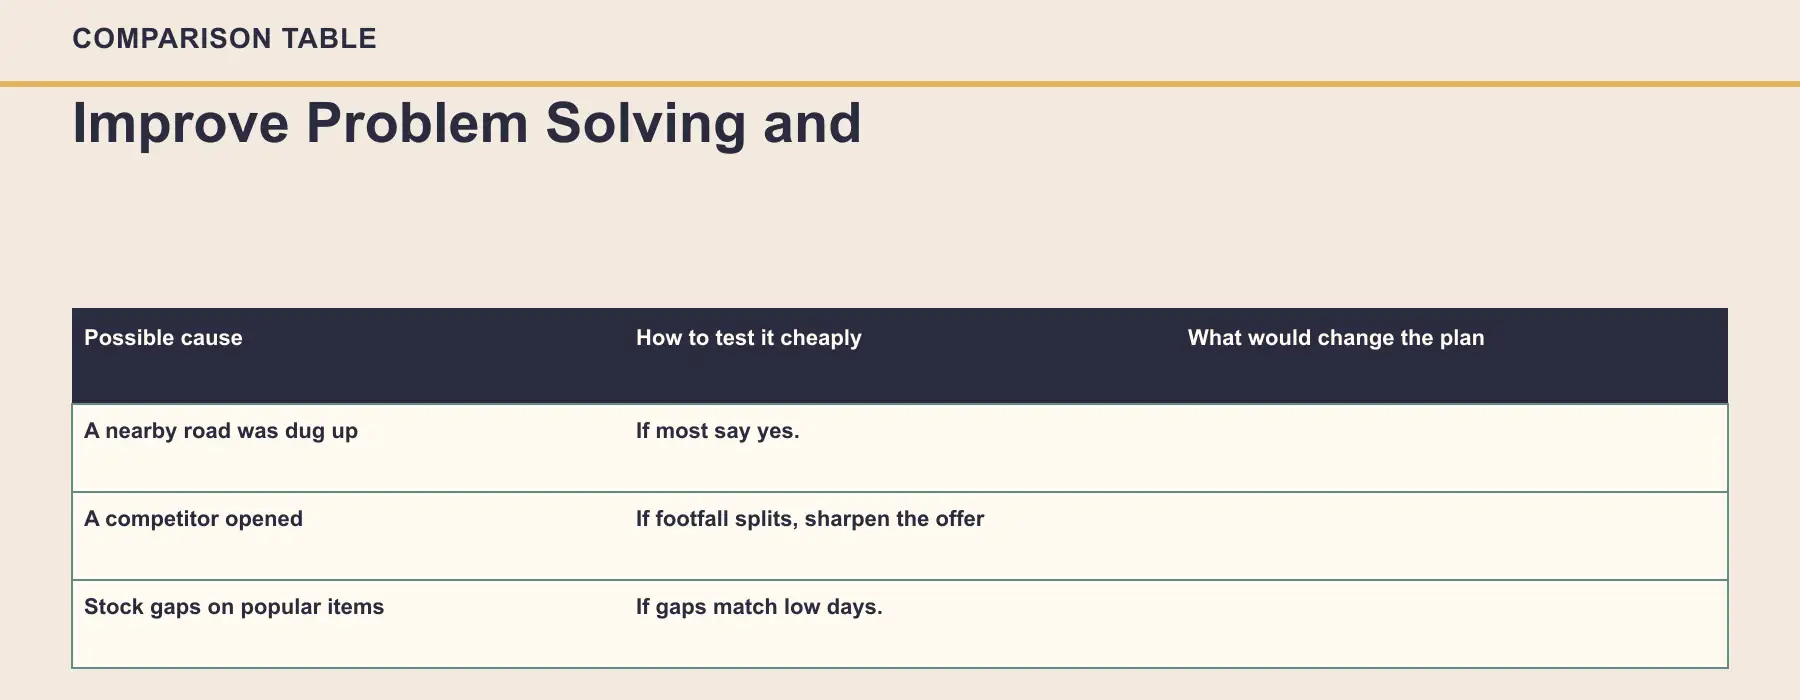 COMPARISON TABLE
Improve Problem Solving and
Possible cause How to test it cheaply What would change the plan
A nearby road was dug up If most say yes.
A competitor opened If footfall splits, sharpen the offer
Stock gaps on popular items If gaps match low days.